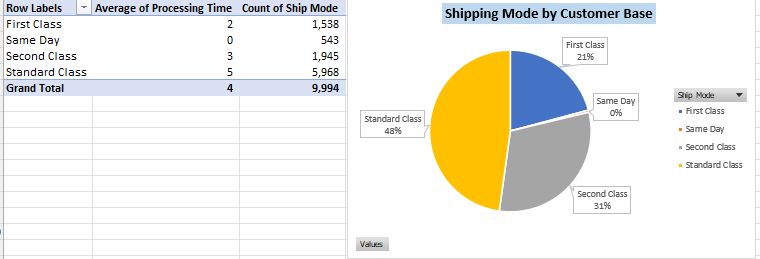 Row Labels Average of Processing Time Count of Ship Mode
First Class 2 1,538
Same Day 0 543
Second Class 3 1,945
Standard Class 5 5,968
Grand Total 4 9,994
Shipping Mode by Customer Base
First Class
21%
Same Day
0%
Standard Class
48%
Second Class
31%
Ship Mode
First Class
Same Day
Second Class
Standard Class
Values